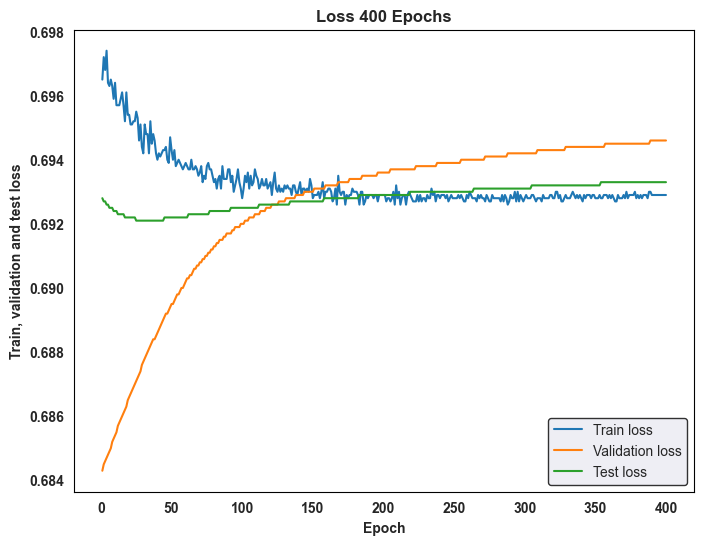 Loss 400 Epochs
Train, validation and test loss
0.698
0.696
0.694
0.692
0.690
0.688
0.686
0.684
Train loss
Validation loss
Test loss
0 50 100 150 200 250 300 350 400
Epoch